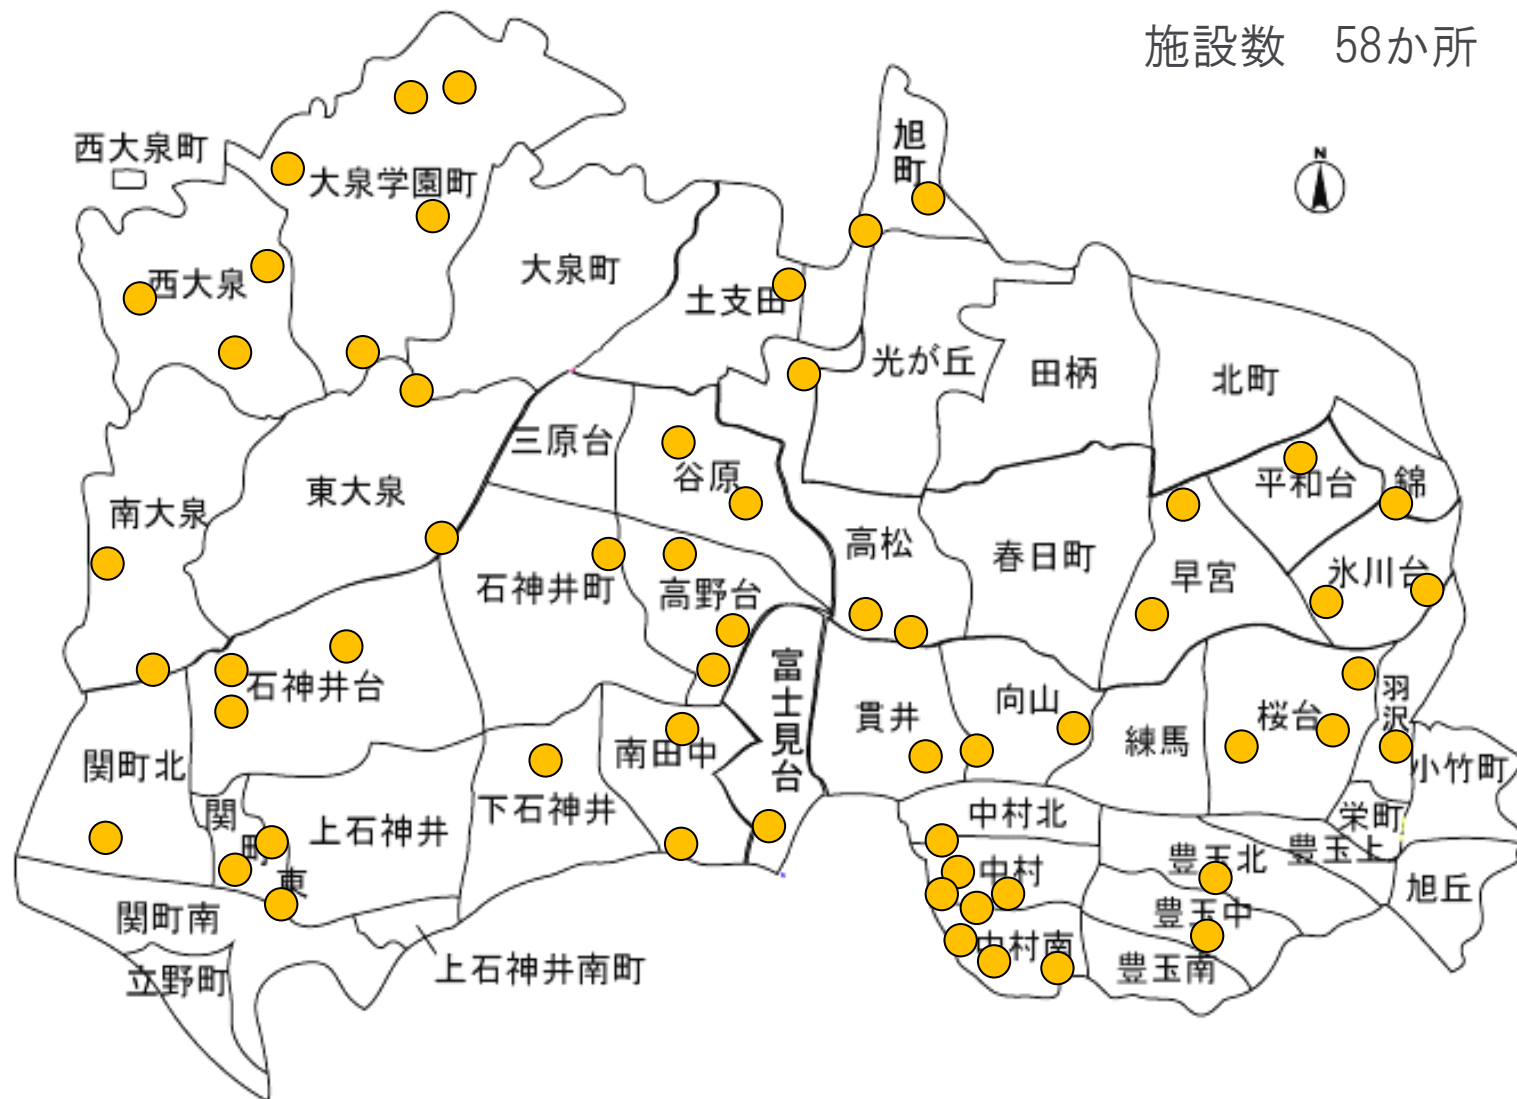 施設数　58か所
N
西大泉町
大泉学園町
旭町
西大泉
大泉町
土支田
光が丘
田柄
北町
三原台
谷原
平和台
錦
南大泉
東大泉
高松
春日町
早宮
氷川台
石神井町
高野台
富士見台
石神井台
貫井
向山
練馬
桜台
羽沢
小竹町
関町北
南田中
下石神井
上石神井
関町東
中村北
栄町
豊玉上
豊玉北
中村
旭丘
関町南
豊玉中
中村南
豊玉南
立野町
上石神井南町